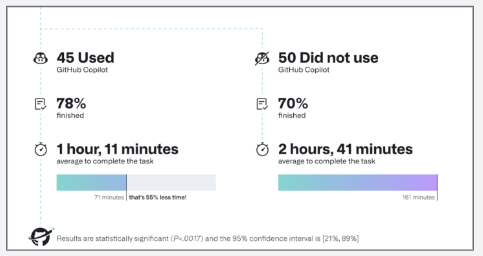 45 Used
GitHub Copilot
50 Did not use
GitHub Copilot
78%
finished
70%
finished
1 hour, 11 minutes
average to complete the task
2 hours, 41 minutes
average to complete the task
71 minutes that's 55% less time!
161 minutes
Results are statistically significant (P=.0017) and the 95% confidence interval is [21%, 89%]